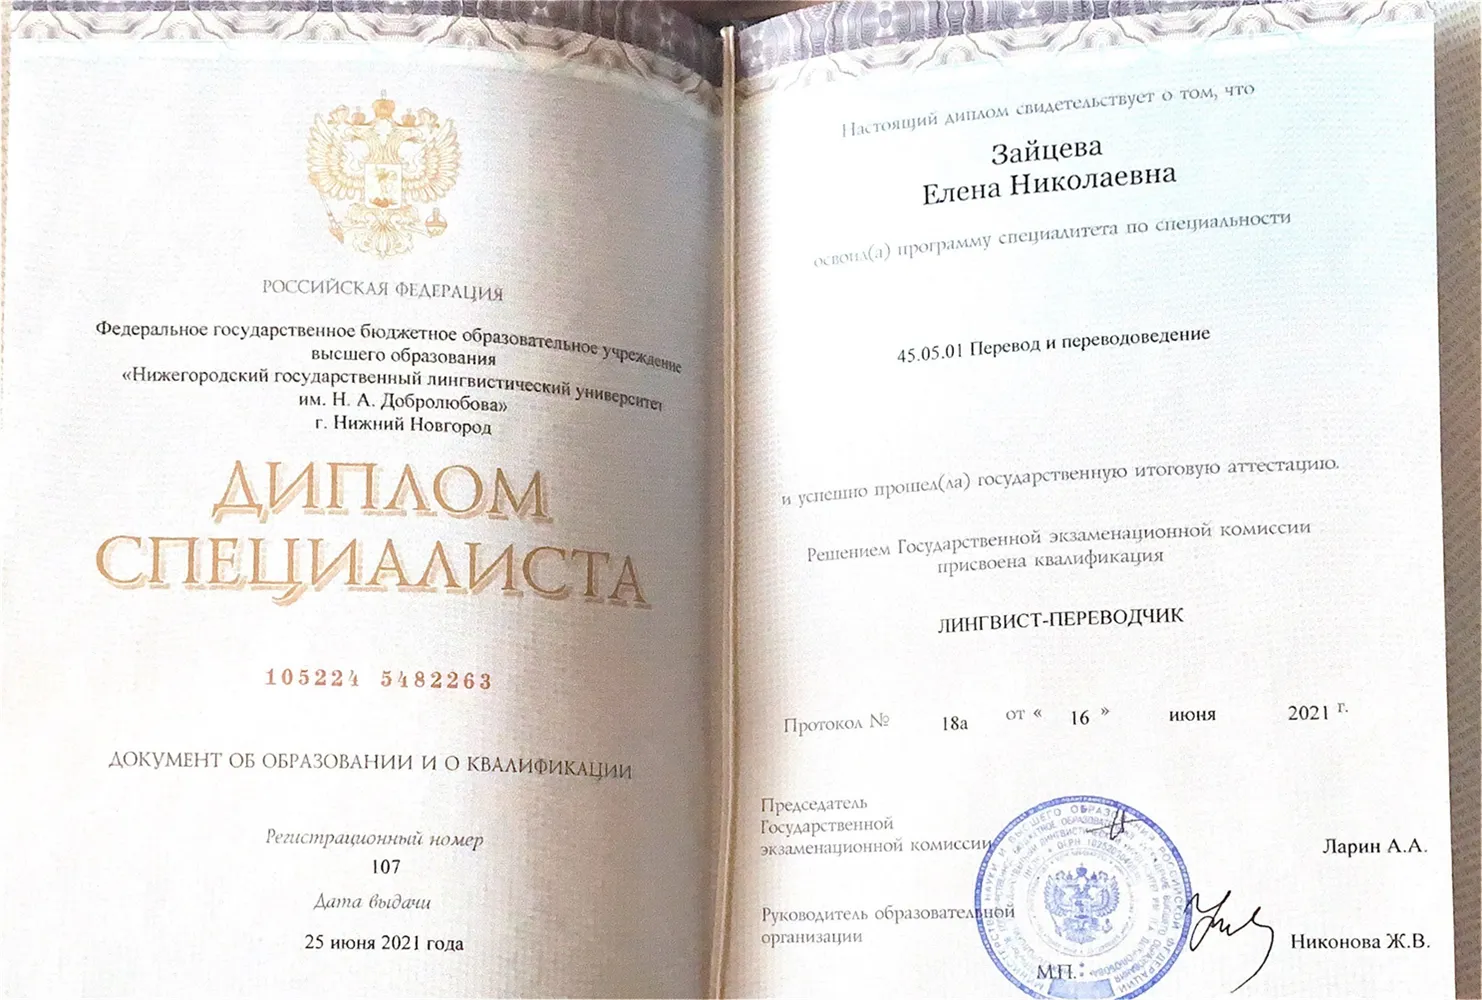 РОССИЙСКАЯ ФЕДЕРАЦИЯ
Федеральное государственное бюджетное образовательное учреждение
высшего образования
«Нижегородский государственный лингвистический университет
им. Н. А. Добролюбова»
г. Нижний Новгород
ДИПЛОМ
СПЕЦИАЛИСТА
105224 5482263
ДОКУМЕНТ ОБ ОБРАЗОВАНИИ И О КВАЛИФИКАЦИИ
Регистрационный номер
107
Дата выдачи
25 июня 2021 года
Настоящий диплом свидетельствует о том, что
Зайцева
Елена Николаевна
освоил(а) программу специалитета по специальности
45.05.01 Перевод и переводоведение
и успешно прошел(ла) государственную итоговую аттестацию.
Решением Государственной экзаменационной комиссии
присвоена квалификация
ЛИНГВИСТ-ПЕРЕВОДЧИК
Протокол № 18а от « 16 » июня 2021 г.
Председатель
Государственной
экзаменационной комиссии
Ларин А.А.
Руководитель образовательной
организации
Никонова Ж.В.
М.П.